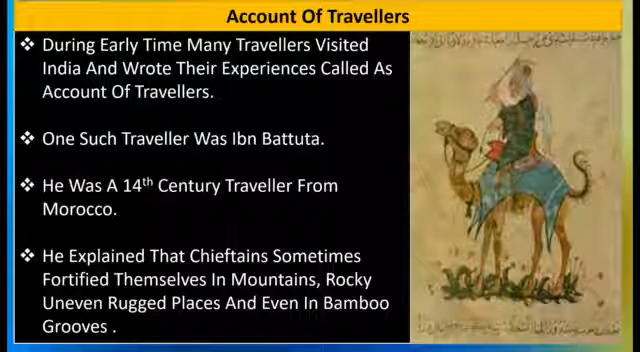 Account Of Travellers
❖ During Early Time Many Travellers Visited
India And Wrote Their Experiences Called As
Account Of Travellers.
❖ One Such Traveller Was Ibn Battuta.
❖ He Was A 14th Century Traveller From
Morocco.
❖ He Explained That Chieftains Sometimes
Fortified Themselves In Mountains, Rocky
Uneven Rugged Places And Even In Bamboo
Grooves .